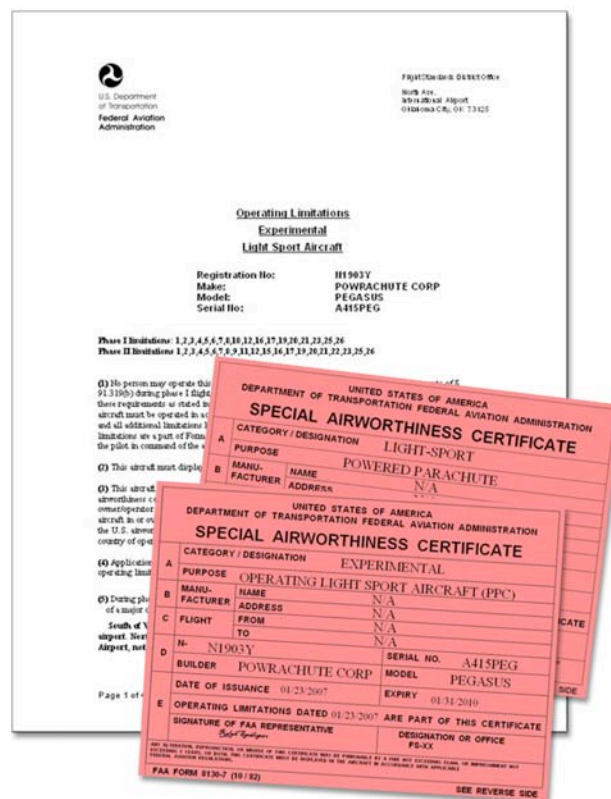 U.S. Department
of Transportation
Federal Aviation
Administration
Flight Standards District Office
North Ave.
International Airport
Oklahoma City, OK 73125
Operating Limitations
Experimental
Light Sport Aircraft
Registration No: N1903Y
Make: POWRACHUTE CORP
Model: PEGASUS
Serial No: A415PEG
Phase I limitations: 1,2,3,4,5,6,7,8,10,12,16,17,19,20,21,23,25,26
Phase II limitations 1,2,3,4,5,6,7,8,9,11,12,15,16,17,19,20,21,22,23,25,26
(1) No person may operate this
91.319(b) during phase I flight
these requirements as stated in
aircraft must be operated in
and all additional limitations
limitations are a part of Form
the pilot in command of the
(2) This aircraft must display
(3) This aircraft
airworthiness
owner/operator
aircraft in or
the U.S.
country of
(4) Application
operating
(5) During
of a major
South of
airport.
Airport,
Page 1 of
UNITED STATES OF AMERICA
DEPARTMENT OF TRANSPORTATION FEDERAL AVIATION ADMINISTRATION
SPECIAL AIRWORTHINESS CERTIFICATE
A CATEGORY / DESIGNATION LIGHT-SPORT
PURPOSE POWERED PARACHUTE
B MANU-FACTURER NAME N/A
ADDRESS
SIDE
UNITED STATES OF AMERICA
DEPARTMENT OF TRANSPORTATION FEDERAL AVIATION ADMINISTRATION
SPECIAL AIRWORTHINESS CERTIFICATE
A CATEGORY / DESIGNATION EXPERIMENTAL
PURPOSE OPERATING LIGHT SPORT AIRCRAFT (PPC)
B MANU-FACTURER NAME N/A
ADDRESS N/A
C FLIGHT FROM N/A
TO N/A
D N- N1903Y SERIAL NO. A415PEG
BUILDER POWRACHUTE CORP MODEL PEGASUS
E DATE OF ISSUANCE 01/23/2007 EXPIRY 01/31/2010
OPERATING LIMITATIONS DATED 01/23/2007 ARE PART OF THIS CERTIFICATE
SIGNATURE OF FAA REPRESENTATIVE DESIGNATION OR OFFICE
FS-XX
FAA FORM 8130-7 (10/82) SEE REVERSE SIDE